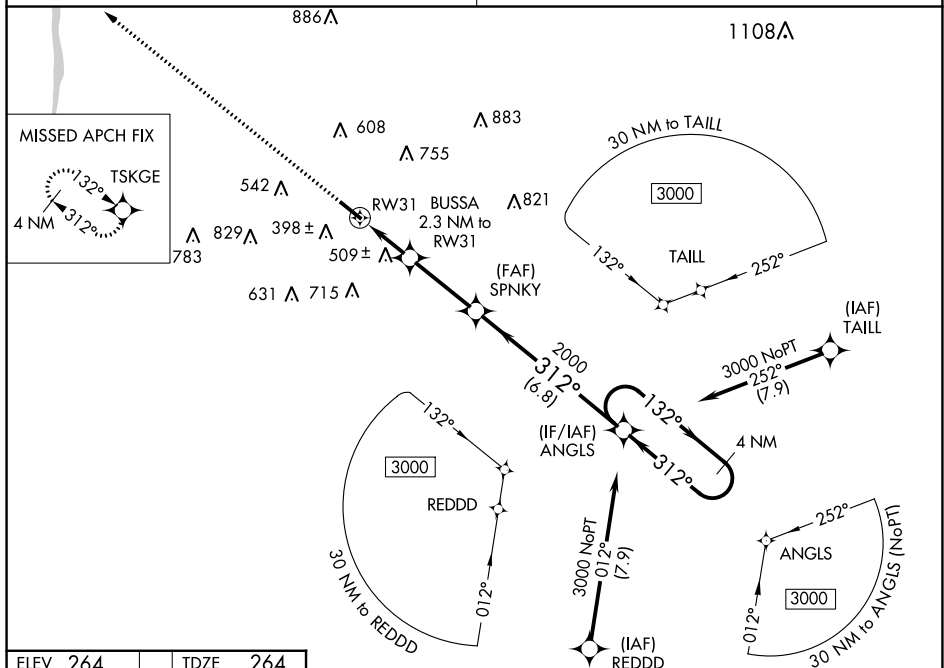 886
1108
MISSED APCH FIX
132°
TSKGE
4 NM
312°
608
883
755
542
RW31
BUSSA
2.3 NM to
RW31
821
829
398 ±
783
509 ±
631
715
(FAF)
SPNKY
30 NM to TAILL
3000
132°
TAILL
252°
(IAF)
TAILL
3000 NoPT
252°
(7.9)
2000
312°
(6.8)
(IF/IAF)
ANGLS
132°
4 NM
312°
132°
3000
REDDD
012°
30 NM to REDDD
3000 NoPT
012°
(7.9)
(IAF)
REDDD
252°
ANGLS
012°
3000
30 NM to ANGLS (NoPT)
ELEV 264
TDZE 264